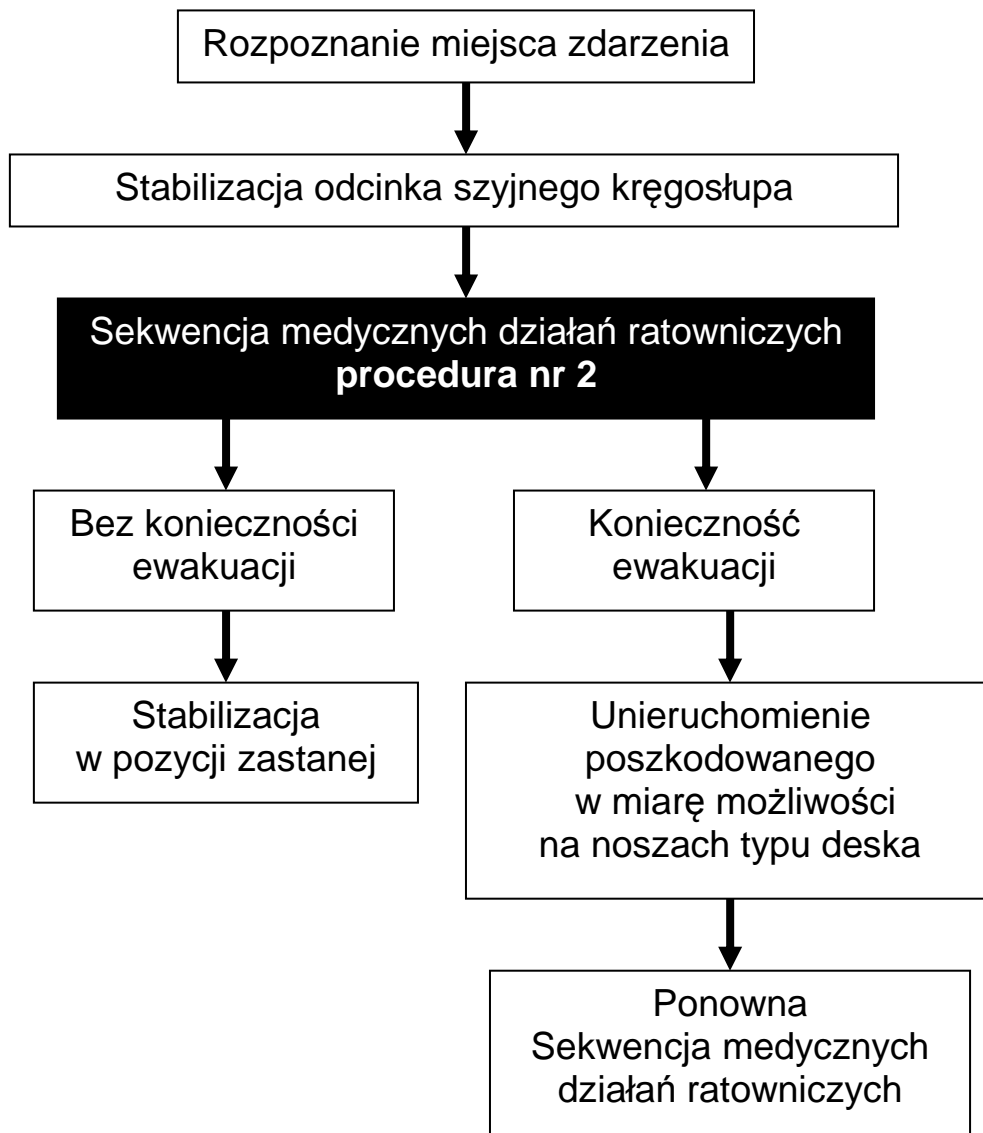 Rozpoznanie miejsca zdarzenia
Stabilizacja odcinka szyjnego kręgosłupa
Sekwencja medycznych działań ratowniczych
procedura nr 2
Bez konieczności
ewakuacji
Stabilizacja
w pozycji zastanej
Konieczność
ewakuacji
Unieruchomienie
poszkodowanego
w miarę możliwości
na noszach typu deska
Ponowna
Sekwencja medycznych
działań ratowniczych